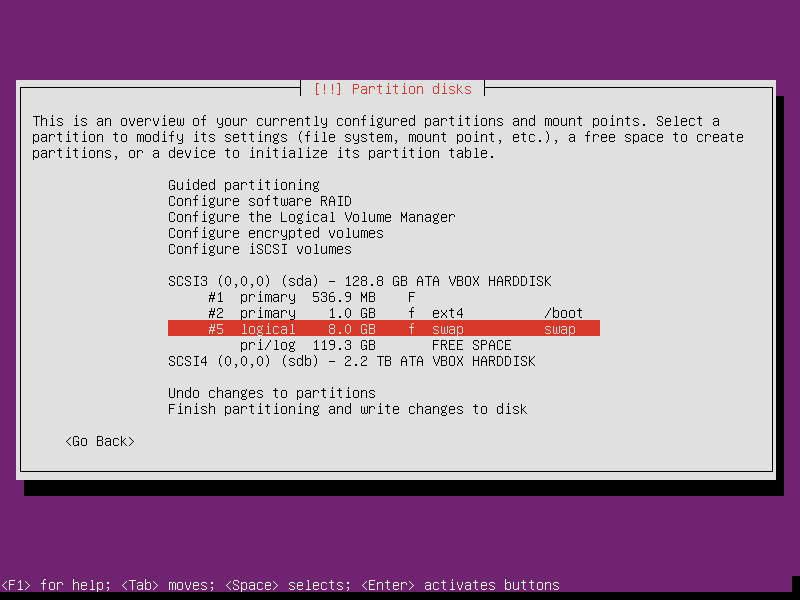 [!!] Partition disks
This is an overview of your currently configured partitions and mount points. Select a
partition to modify its settings (file system, mount point, etc.), a free space to create
partitions, or a device to initialize its partition table.
Guided partitioning
Configure software RAID
Configure the Logical Volume Manager
Configure encrypted volumes
Configure iSCSI volumes
SCSI3 (0,0,0) (sda) - 128.8 GB ATA VBOX HARDDISK
#1 primary 536.9 MB F
#2 primary 1.0 GB f ext4 /boot
#5 logical 8.0 GB f swap swap
pri/log 119.3 GB FREE SPACE
SCSI4 (0,0,0) (sdb) - 2.2 TB ATA VBOX HARDDISK
Undo changes to partitions
Finish partitioning and write changes to disk
<Go Back>
<F1> for help; <Tab> moves; <Space> selects; <Enter> activates buttons